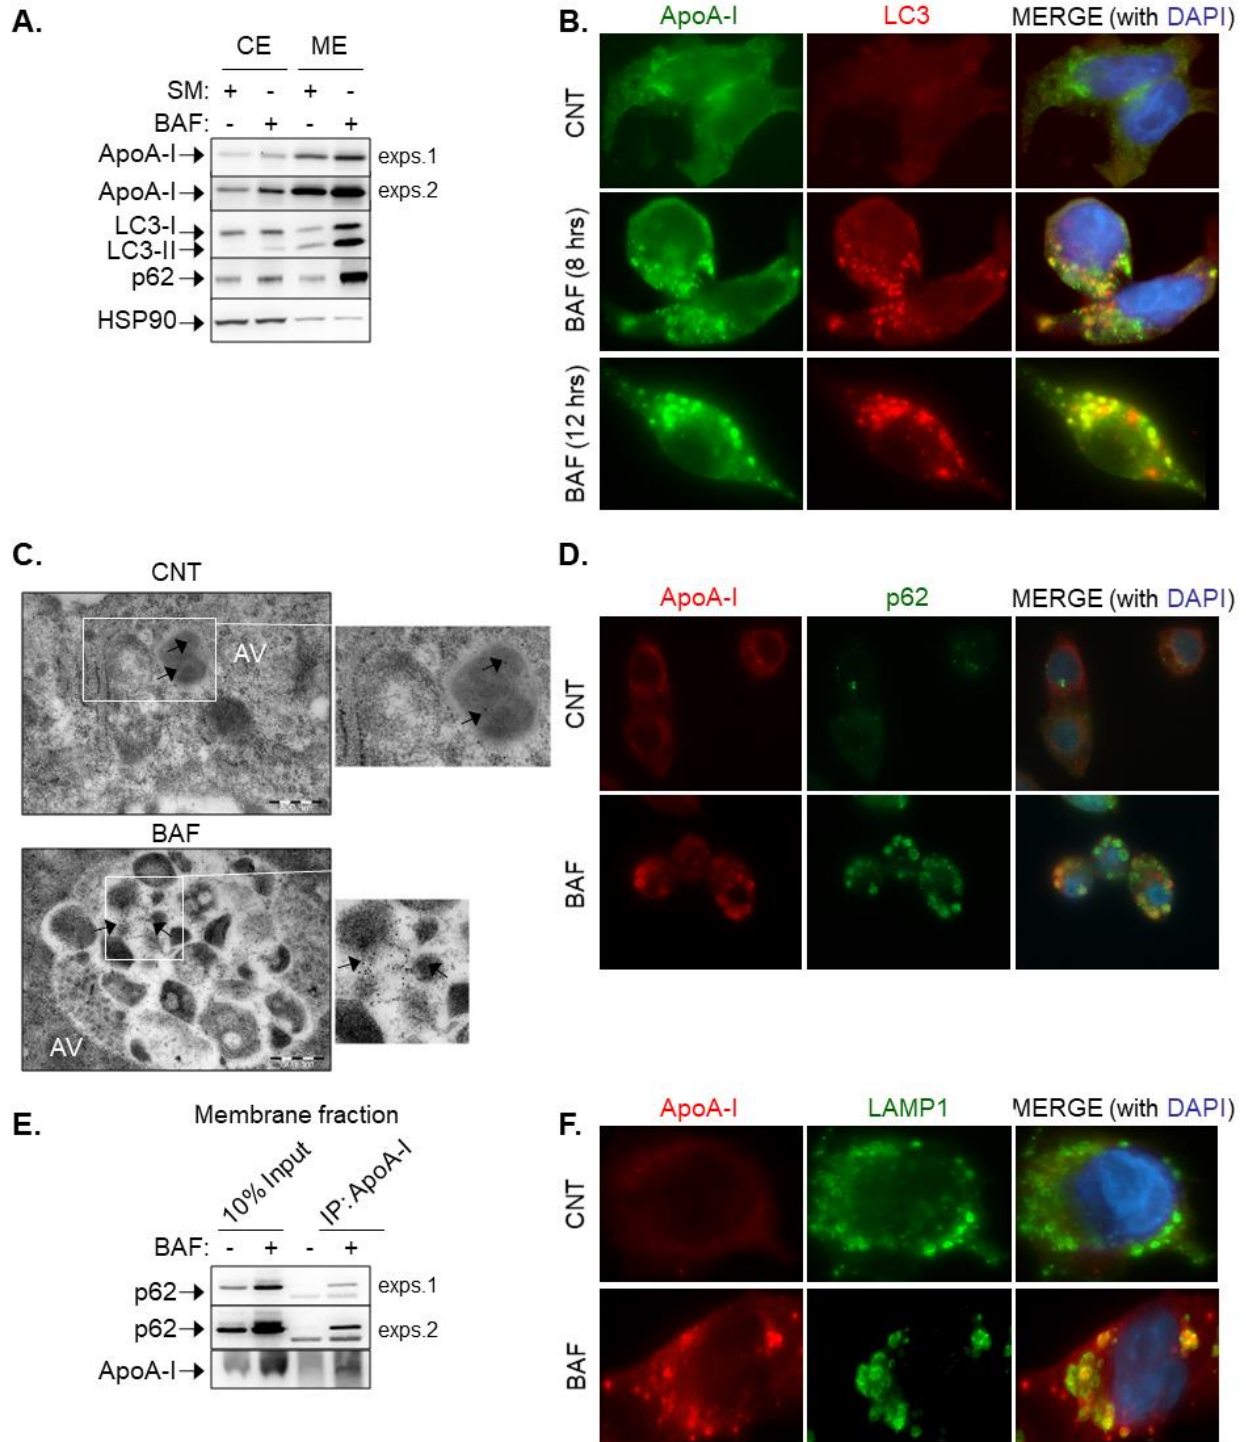 A.
CE ME
SM: + - + -
BAF: - + - +
ApoA-I exps.1
ApoA-I exps.2
LC3-I
LC3-II
p62
HSP90
B.
ApoA-I LC3 MERGE (with DAPI)
CNT
BAF (8 hrs)
BAF (12 hrs)
C.
CNT
AV
BAF
AV
D.
ApoA-I p62 MERGE (with DAPI)
CNT
BAF
E.
Membrane fraction
10% Input IP: ApoA-I
BAF: - + - +
p62 exps.1
p62 exps.2
ApoA-I
F.
ApoA-I LAMP1 MERGE (with DAPI)
CNT
BAF